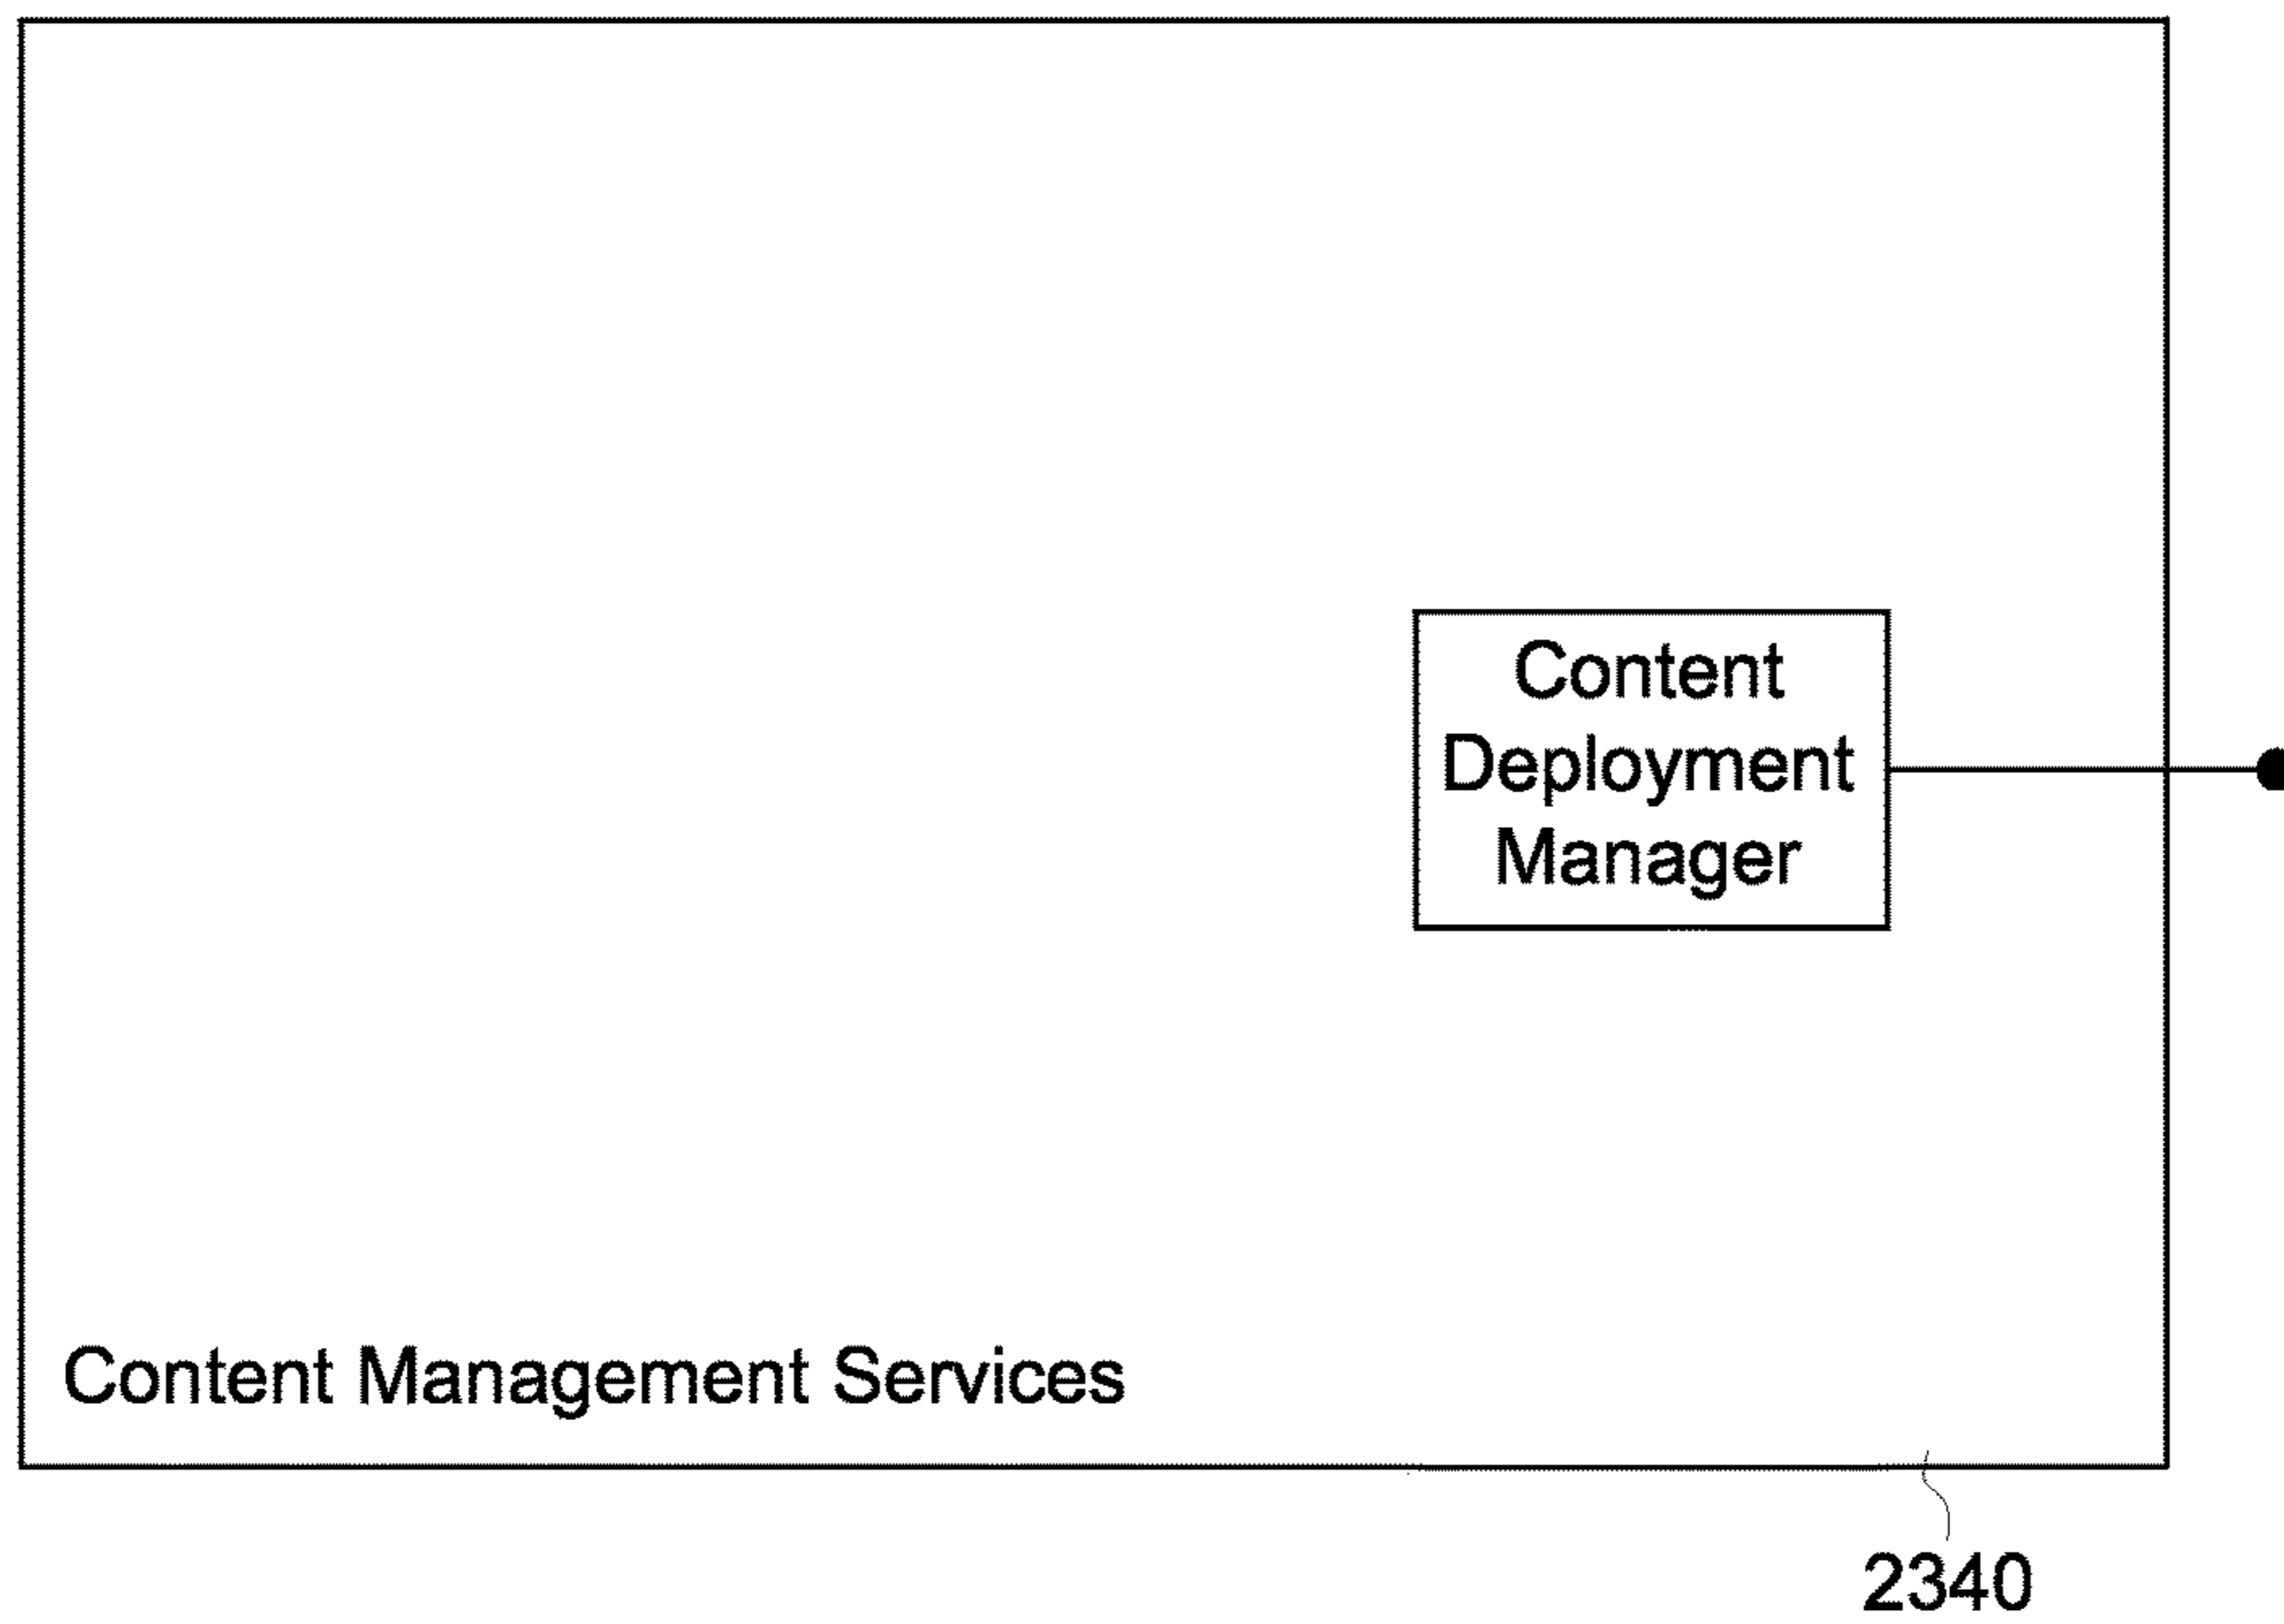 Content
Deployment
Manager
Content Management Services
2340